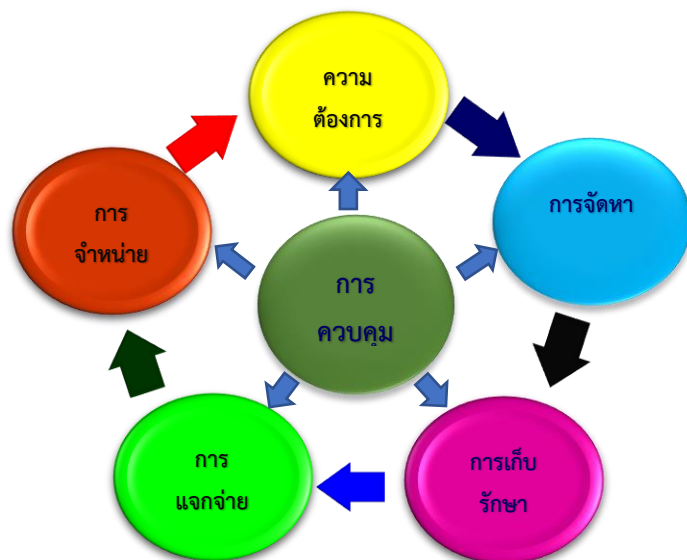 ความ
ต้องการ
การจัดหา
การเก็บ
รักษา
การ
แจกจ่าย
การ
จำหน่าย
การ
ควบคุม